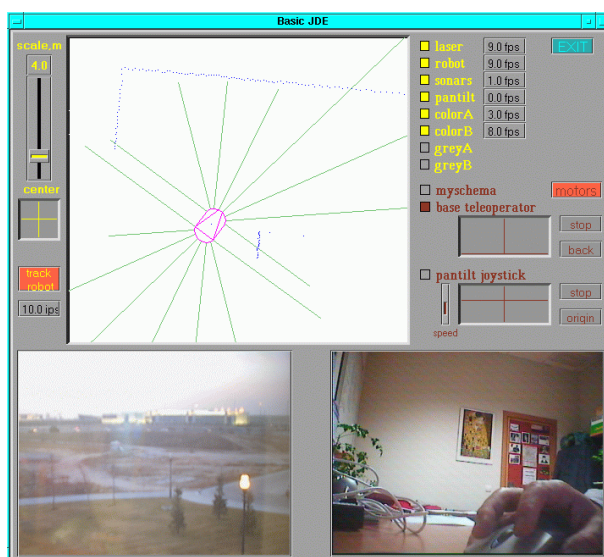 Basic JDE
scale,m
4.0
center
track
robot
10.0 ips
laser 9.0 fps EXIT
robot 9.0 fps
sonars 1.0 fps
pantilt 0.0 fps
colorA 3.0 fps
colorB 8.0 fps
greyA
greyB
myschema motors
base teleoperator
stop
back
pantilt joystick
stop
origin
speed